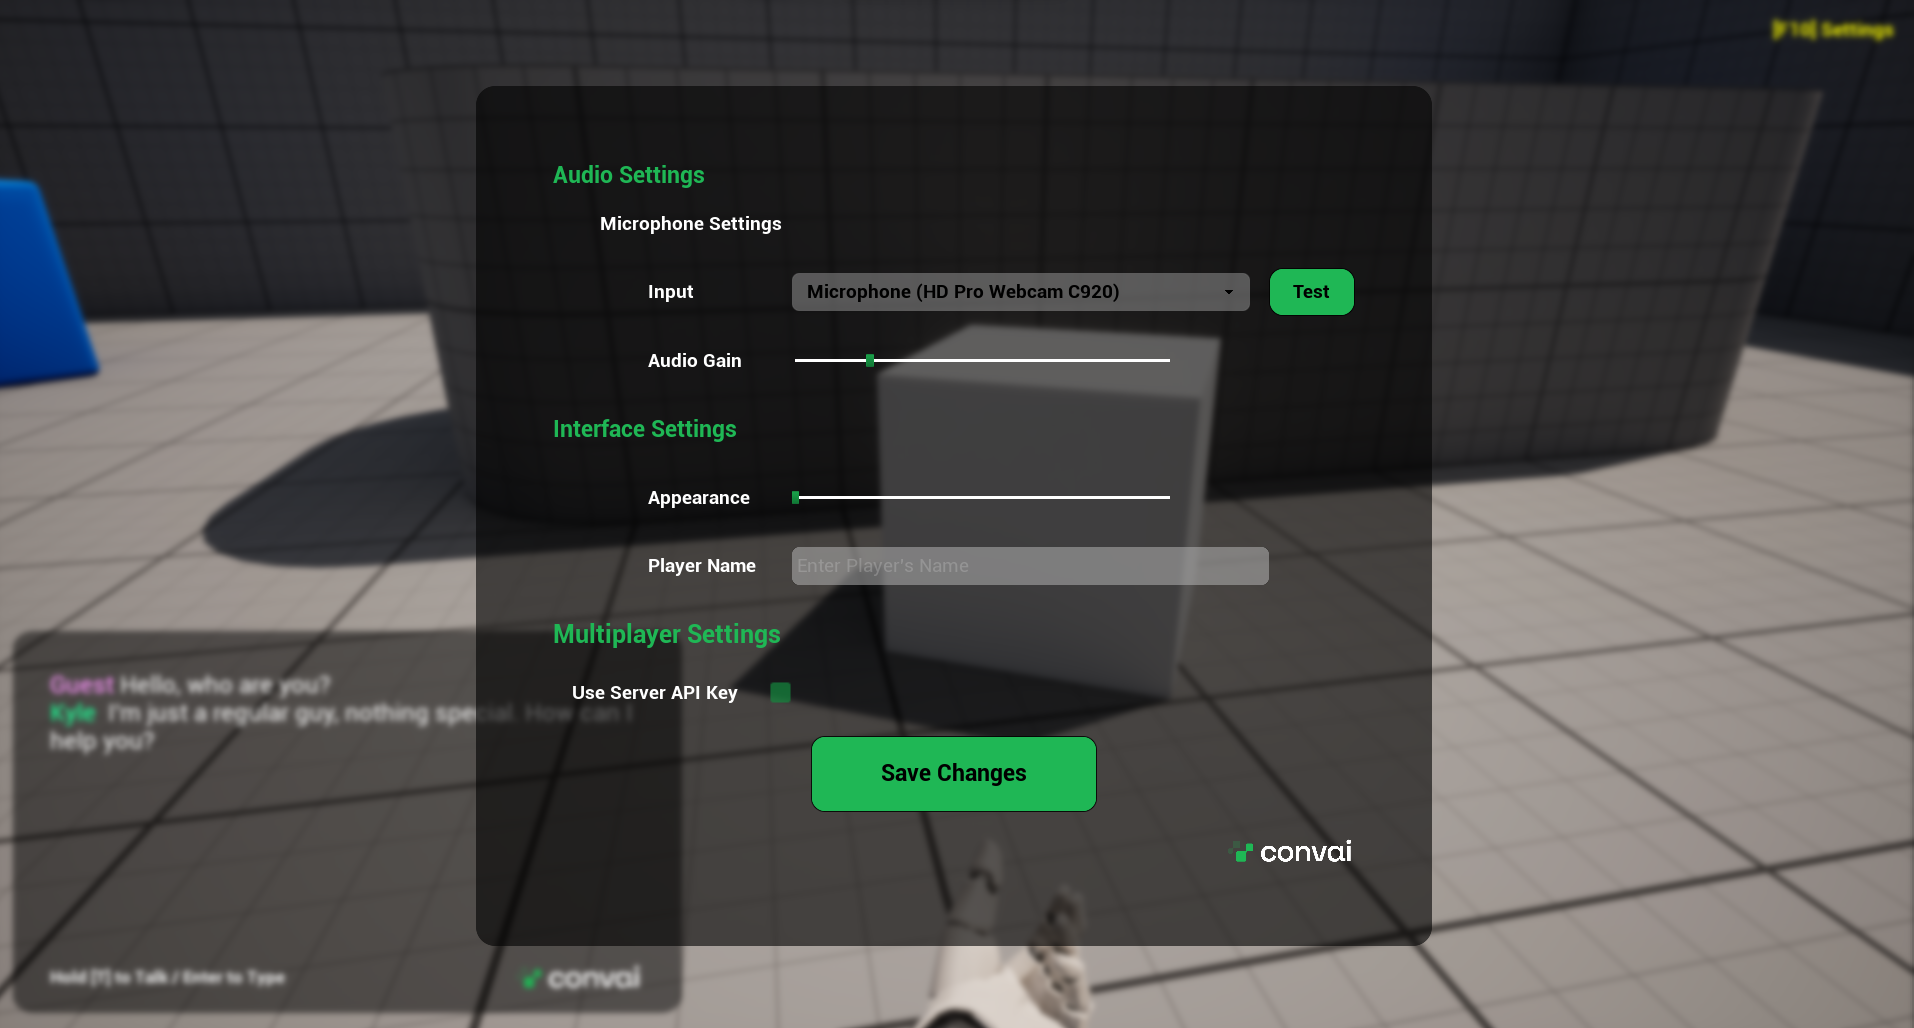 [F10] Settings
Audio Settings
Microphone Settings
Input
Microphone (HD Pro Webcam C920)
Test
Audio Gain
Interface Settings
Appearance
Player Name
Enter Player's Name
Multiplayer Settings
Use Server API Key
Save Changes
convai
Guest Hello, who are you?
Kyle I'm just a regular guy, nothing special. How can I
help you?
Hold [T] to Talk / Enter to Type
convai